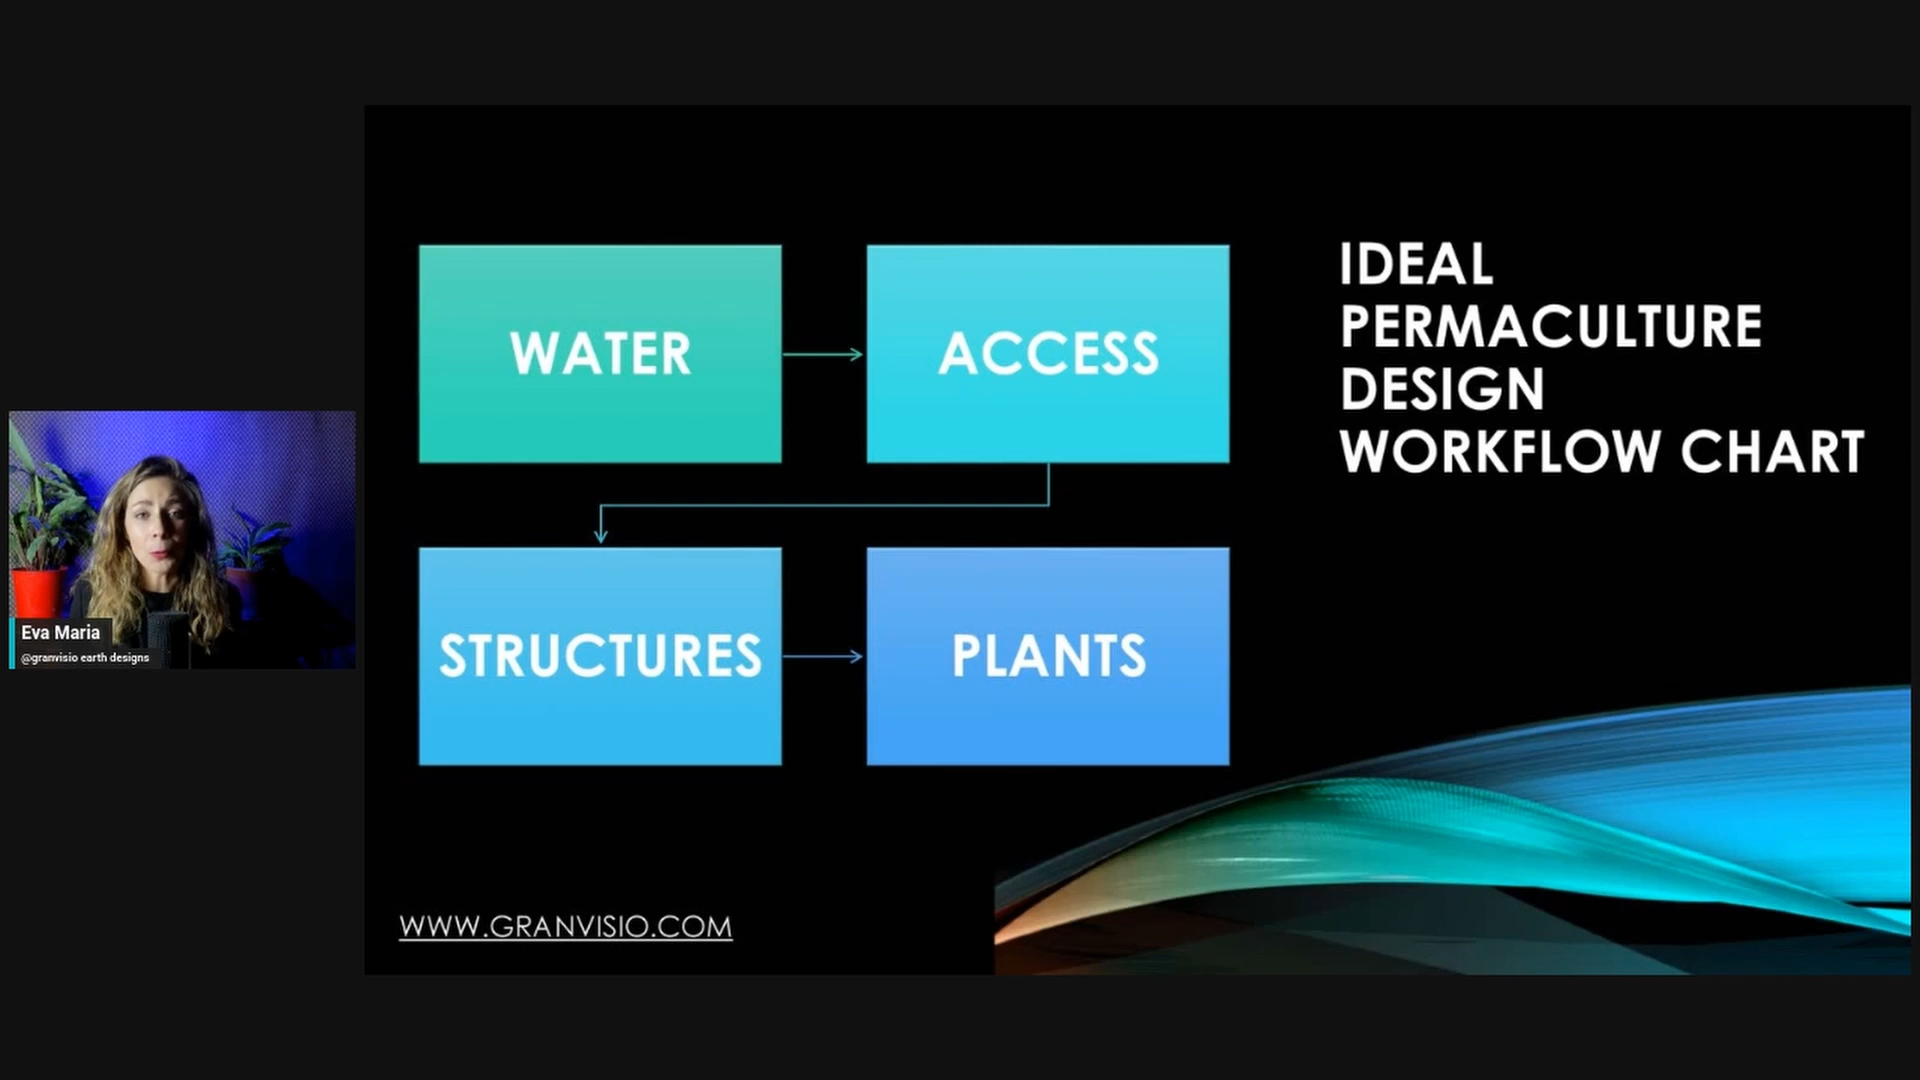 WATER
ACCESS
STRUCTURES
PLANTS
IDEAL
PERMACULTURE
DESIGN
WORKFLOW CHART
Eva Maria
@granvisio earth designs
WWW.GRANVISIO.COM